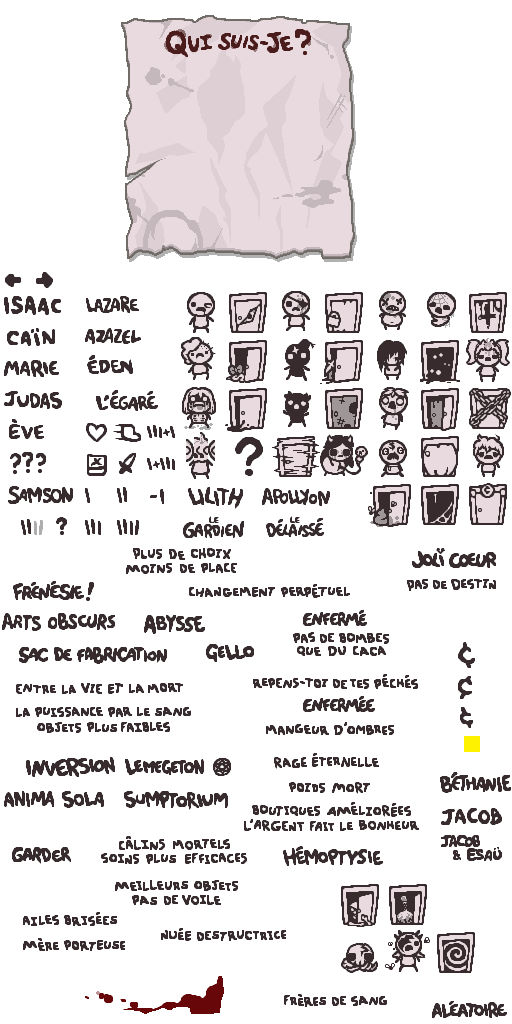 QUI SUIS-JE?
ISAAC LAZARE
CAÏN AZAZEL
MARIE ÉDEN
JUDAS L'ÉGARÉ
ÈVE |||+|
??? |+||| ?
SAMSON | || -| LILITH APOLLYON
|||| ? ||| |||| LE GARDIEN LE DÉLAISSÉ
PLUS DE CHOIX
MOINS DE PLACE
JOLI COEUR
FRÉNÉSIE! CHANGEMENT PERPÉTUEL PAS DE DESTIN
ARTS OBSCURS ABYSSE ENFERMÉ
PAS DE BOMBES
QUE DU CACA
SAC DE FABRICATION GELLO ¢
ENTRE LA VIE ET LA MORT REPENS-TOI DE TES PÉCHÉS ¢
LA PUISSANCE PAR LE SANG
OBJETS PLUS FAIBLES
ENFERMÉE ¢
MANGEUR D'OMBRES
INVERSION LEMEGETON RAGE ÉTERNELLE
POIDS MORT BÉTHANIE
ANIMA SOLA SUMPTORIUM
BOUTIQUES AMÉLIORÉES
L'ARGENT FAIT LE BONHEUR
JACOB
JACOB
& ESAÜ
GARDER
CÂLINS MORTELS
SOINS PLUS EFFICACES
HÉMOPTYSIE
MEILLEURS OBJETS
PAS DE VOILE
AILES BRISÉES
MÈRE PORTEUSE NUÉE DESTRUCTRICE
FRÈRES DE SANG
ALÉATOIRE